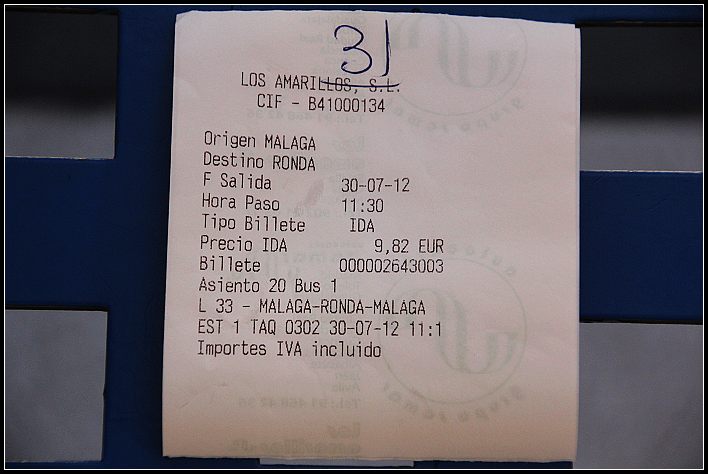 31
LOS AMARILLOS, S.L.
CIF - B41000134
Origen MALAGA
Destino RONDA
F Salida 30-07-12
Hora Paso 11:30
Tipo Billete IDA
Precio IDA 9,82 EUR
Billete 000002643003
Asiento 20 Bus 1
L 33 - MALAGA-RONDA-MALAGA
EST 1 TAQ 0302 30-07-12 11:1
Importes IVA incluido